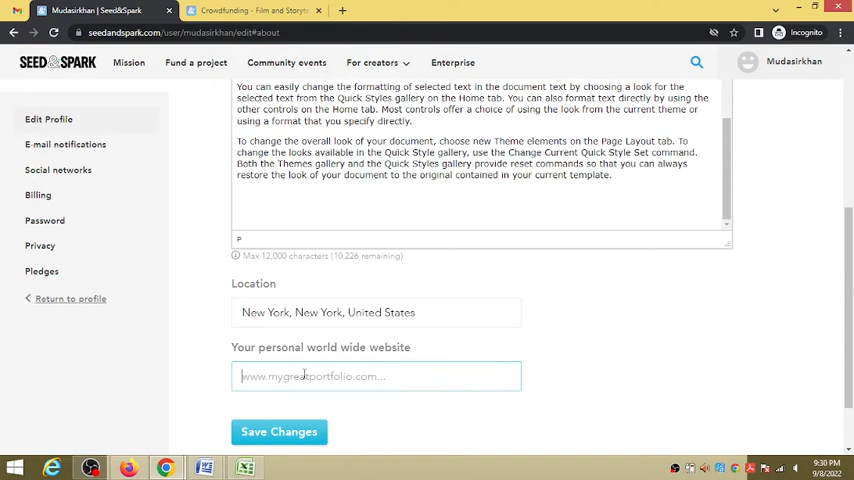 Mudasirkhan | Seed&Spark
Crowdfunding - Film and Storyte
seedandspark.com/user/mudasirkhan/edit#about
Incognito
SEED&SPARK
Mission
Fund a project
Community events
For creators
Enterprise
Mudasirkhan
Edit Profile
E-mail notifications
Social networks
Billing
Password
Privacy
Pledges
Return to profile
You can easily change the formatting of selected text in the document text by choosing a look for the
selected text from the Quick Styles gallery on the Home tab. You can also format text directly by using the
other controls on the Home tab. Most controls offer a choice of using the look from the current theme or
using a format that you specify directly.
To change the overall look of your document, choose new Theme elements on the Page Layout tab. To
change the looks available in the Quick Style gallery, use the Change Current Quick Style Set command.
Both the Themes gallery and the Quick Styles gallery provide reset commands so that you can always
restore the look of your document to the original contained in your current template.
P
Max 12,000 characters (10,226 remaining)
Location
New York, New York, United States
Your personal world wide website
www.mygreatportfolio.com...
Save Changes
9:30 PM
9/8/2022